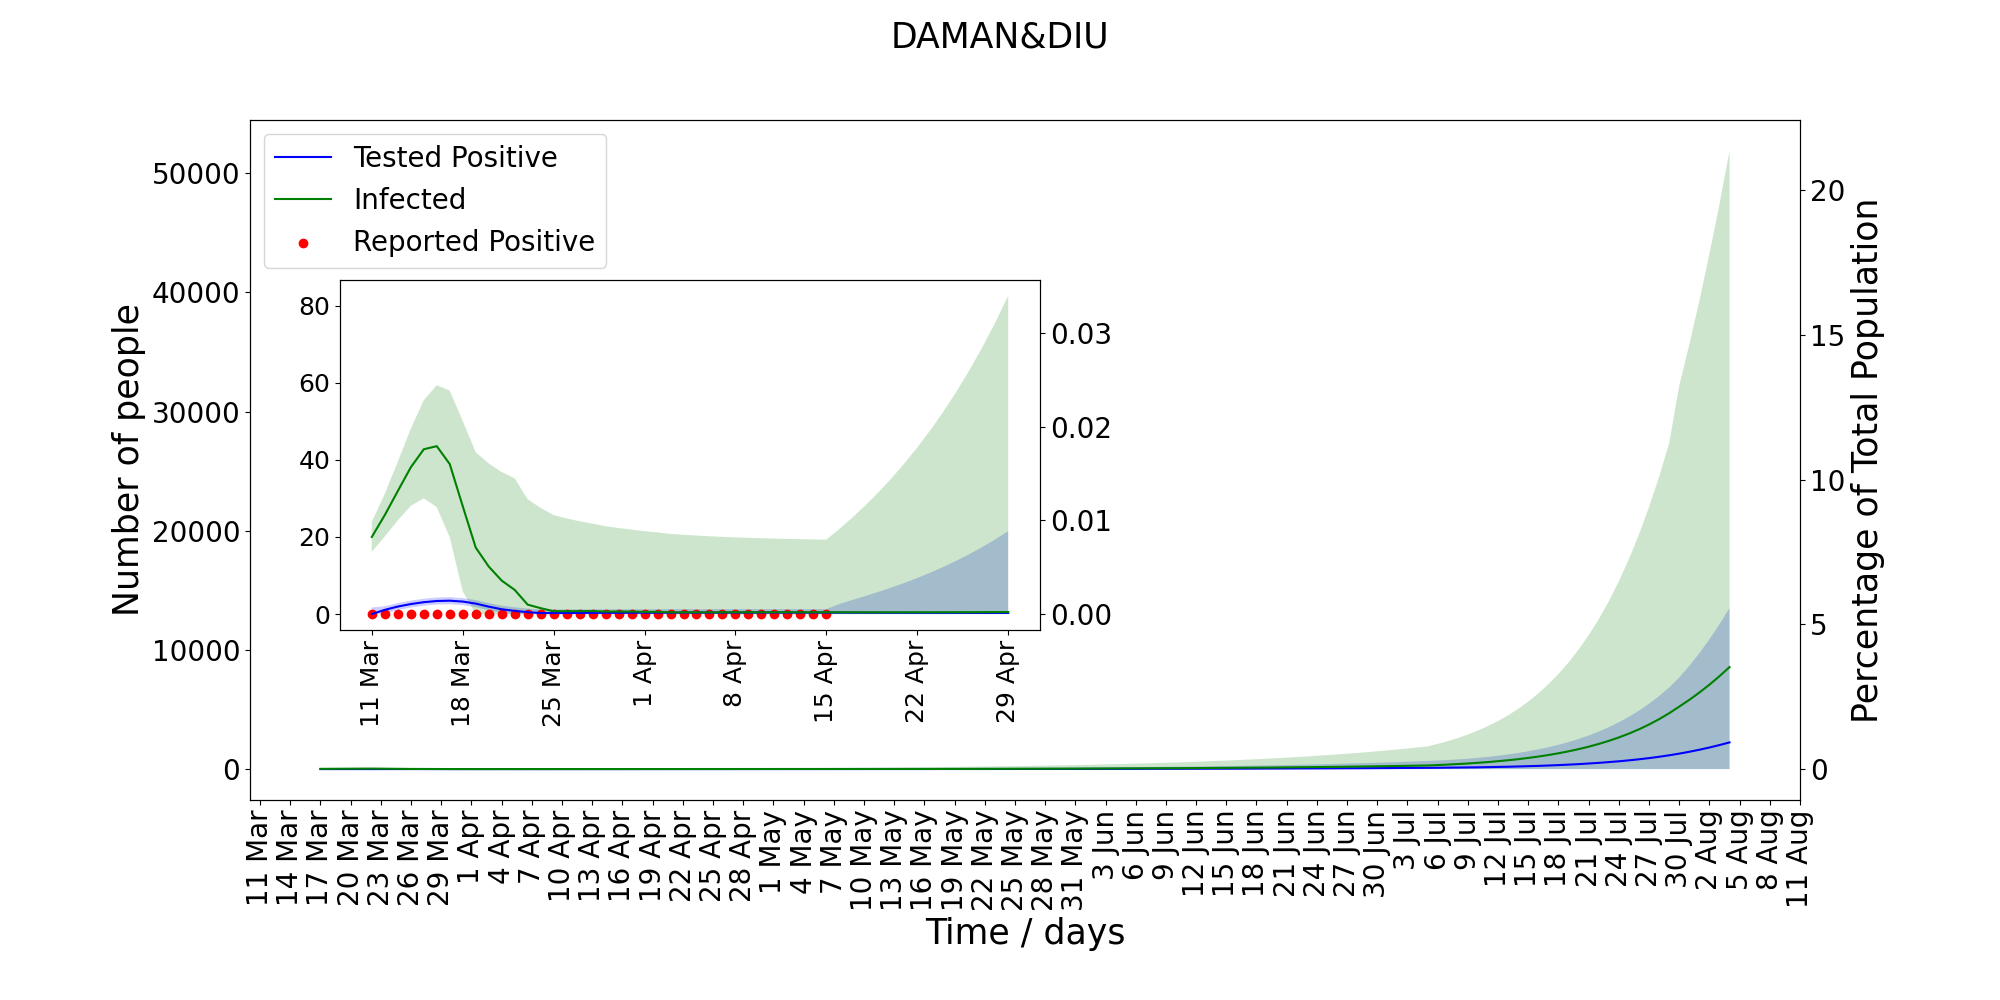 DAMAN&DIU
Tested Positive
Infected
Reported Positive
Number of people
50000
40000
30000
20000
10000
0
Percentage of Total Population
20
15
10
5
0
80
60
40
20
0
0.03
0.02
0.01
0.00
11 Mar
18 Mar
25 Mar
1 Apr
8 Apr
15 Apr
22 Apr
29 Apr
11 Mar
14 Mar
17 Mar
20 Mar
23 Mar
26 Mar
29 Mar
1 Apr
4 Apr
7 Apr
10 Apr
13 Apr
16 Apr
19 Apr
22 Apr
25 Apr
28 Apr
1 May
4 May
7 May
10 May
13 May
16 May
19 May
22 May
25 May
28 May
31 May
3 Jun
6 Jun
9 Jun
12 Jun
15 Jun
18 Jun
21 Jun
24 Jun
27 Jun
30 Jun
3 Jul
6 Jul
9 Jul
12 Jul
15 Jul
18 Jul
21 Jul
24 Jul
27 Jul
30 Jul
2 Aug
5 Aug
8 Aug
11 Aug
Time / days